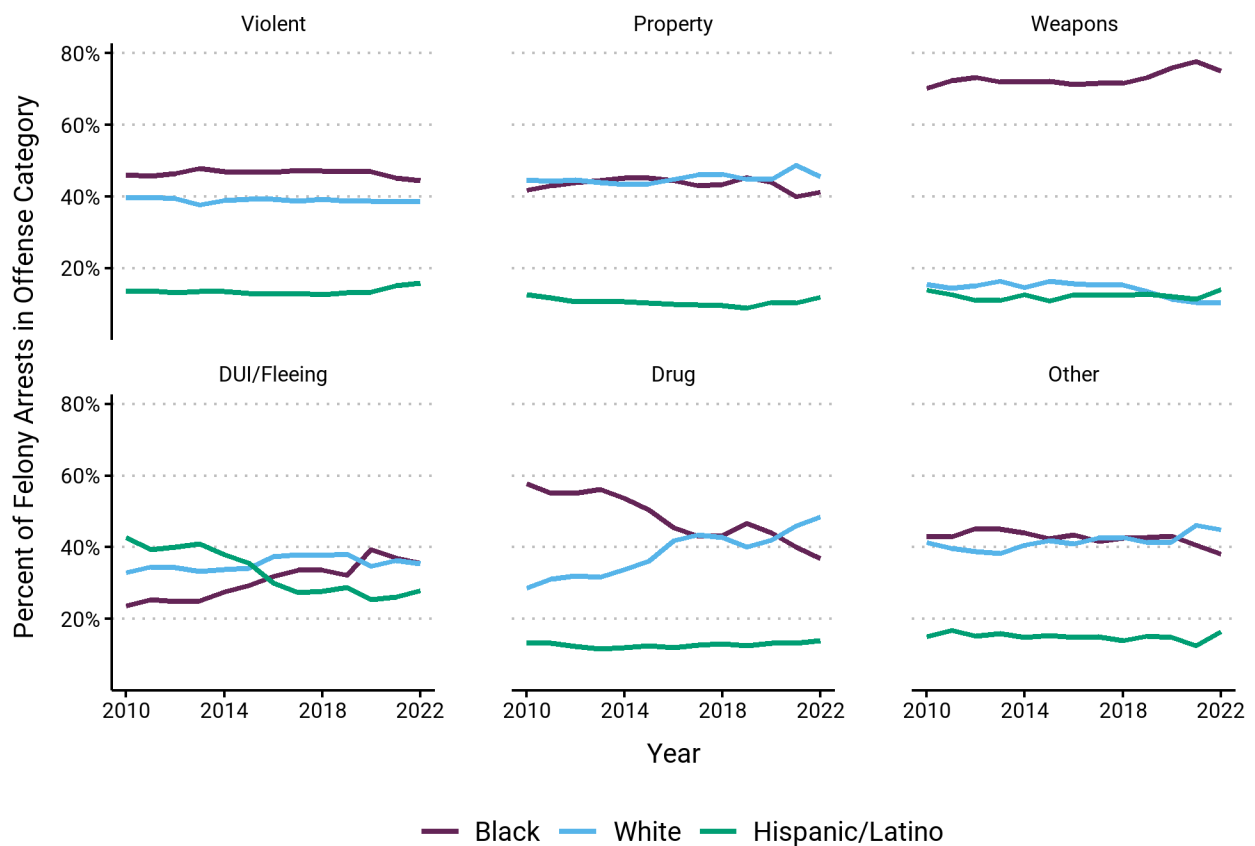 Violent
Property
Weapons
80%
60%
40%
20%
Percent of Felony Arrests in Offense Category
DUI/Fleeing
Drug
Other
80%
60%
40%
20%
2010 2014 2018 2022
2010 2014 2018 2022
2010 2014 2018 2022
Year
Black White Hispanic/Latino